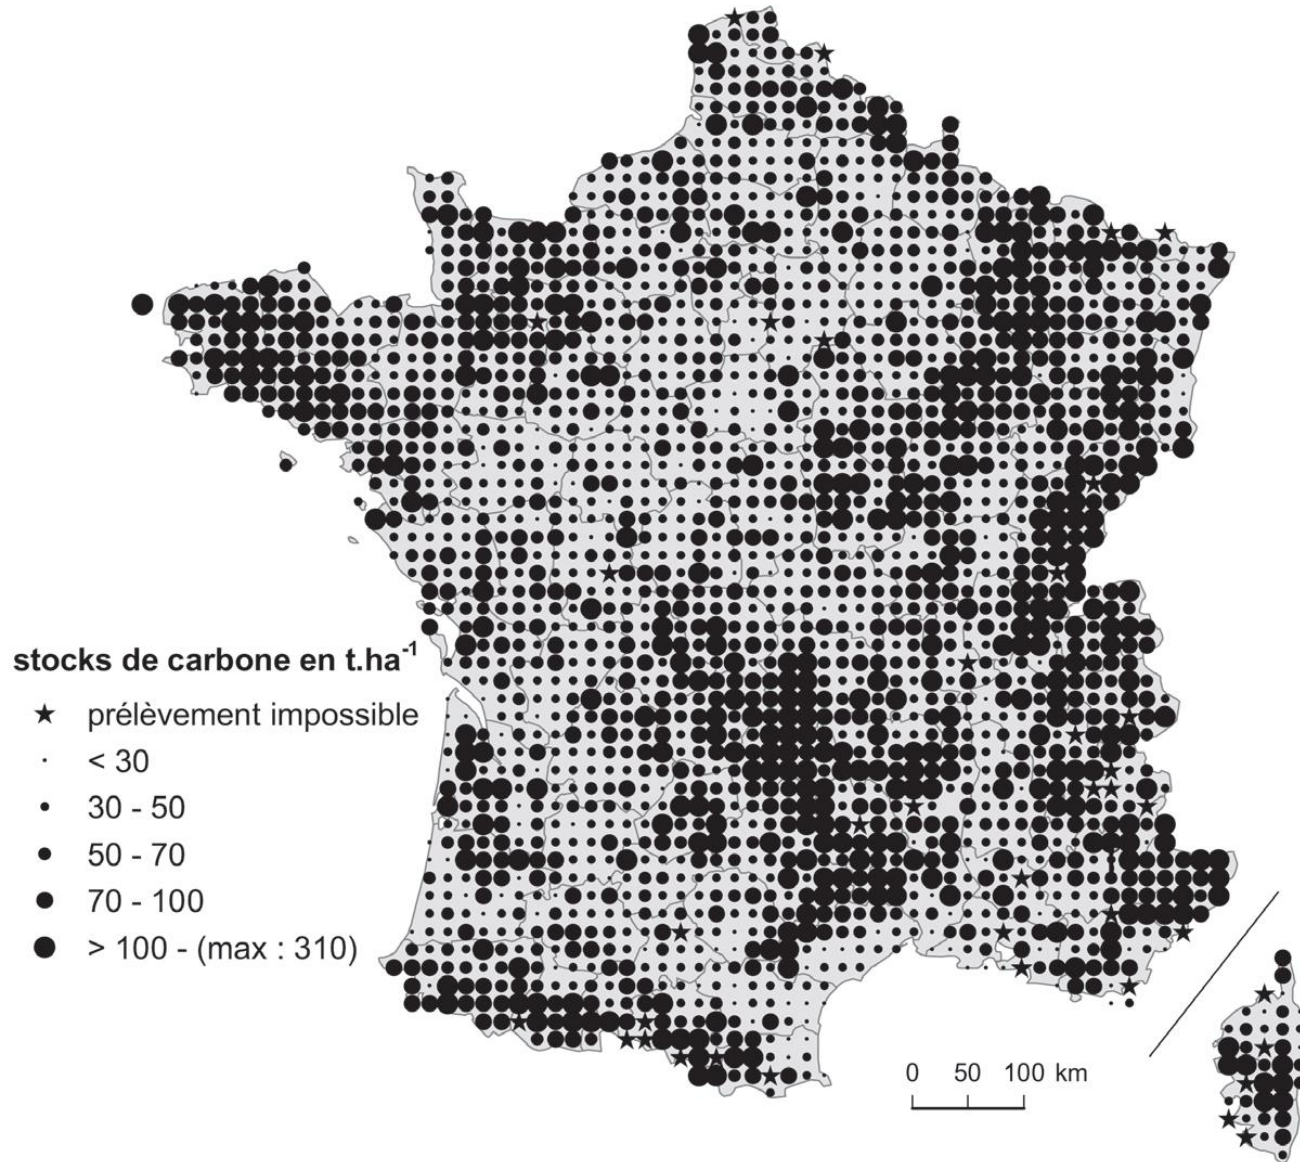 stocks de carbone en t.ha⁻¹
prélèvement impossible
< 30
30 - 50
50 - 70
70 - 100
> 100 - (max : 310)
0 50 100 km